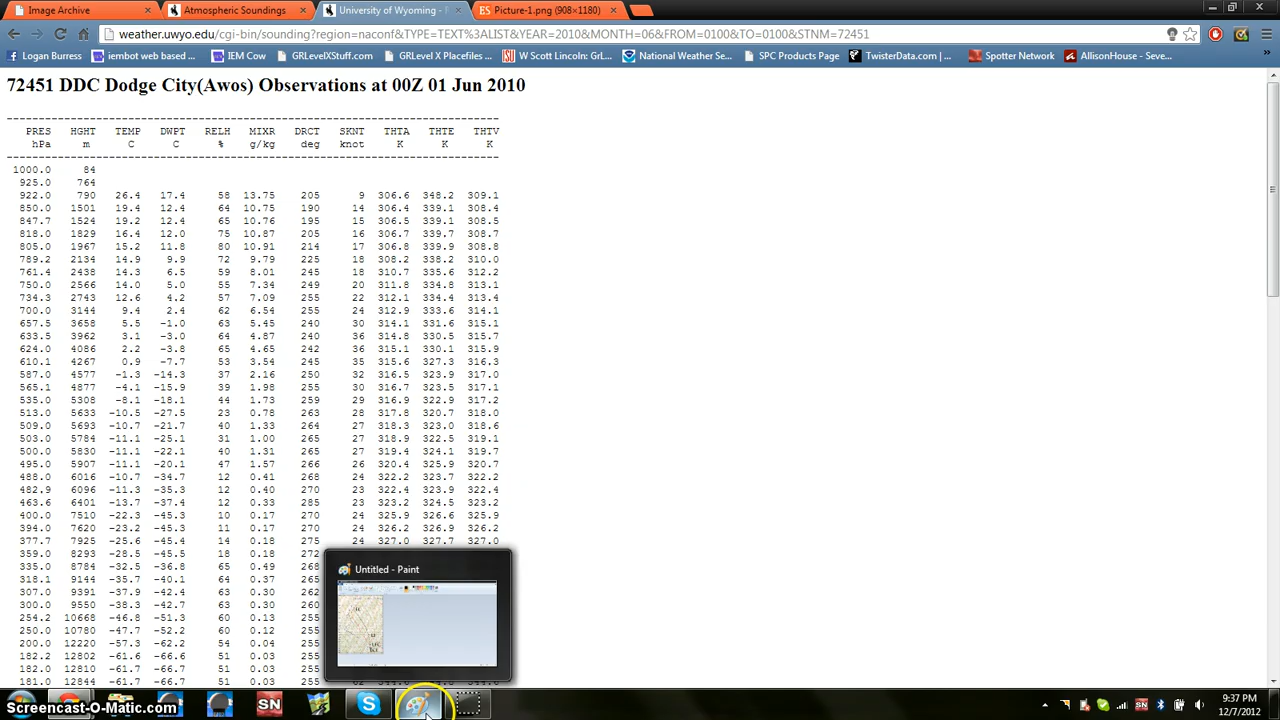 Image Archive
Atmospheric Soundings
University of Wyoming -
Picture-1.png (908×1180)
weather.uwyo.edu/cgi-bin/sounding?region=naconf&TYPE=TEXT%3ALIST&YEAR=2010&MONTH=06&FROM=0100&TO=0100&STNM=72451
Logan Burress
iembot web based ...
IEM Cow
GRLevelXStuff.com
GRLevel X Placefiles ...
W Scott Lincoln: GrL...
National Weather Se...
SPC Products Page
TwisterData.com |...
Spotter Network
AllisonHouse - Seve...
72451 DDC Dodge City(Awos) Observations at 00Z 01 Jun 2010
-----------------------------------------------------------------------------
PRES HGHT TEMP DWPT RELH MIXR DRCT SKNT THTA THTE THTV
hPa m C C % g/kg deg knot K K K
-----------------------------------------------------------------------------
1000.0 84
925.0 764
922.0 790 26.4 17.4 58 13.75 205 9 306.6 348.2 309.1
850.0 1501 19.4 12.4 64 10.75 190 14 306.4 339.1 308.4
847.7 1524 19.2 12.4 65 10.76 195 15 306.5 339.1 308.5
818.0 1829 16.4 12.0 75 10.87 205 16 306.7 339.7 308.7
805.0 1967 15.2 11.8 80 10.91 214 17 306.8 339.9 308.8
789.2 2134 14.9 9.9 72 9.79 225 18 308.2 338.2 310.0
761.4 2438 14.3 6.5 59 8.01 245 18 310.7 335.6 312.2
750.0 2566 14.0 5.0 55 7.34 249 20 311.8 334.8 313.1
734.3 2743 12.6 4.2 57 7.09 255 22 312.1 334.4 313.4
700.0 3144 9.4 2.4 62 6.54 255 24 312.9 333.6 314.1
657.5 3658 5.5 -1.0 63 5.45 240 30 314.1 331.6 315.1
633.5 3962 3.1 -3.0 64 4.87 240 36 314.8 330.5 315.7
624.0 4086 2.2 -3.8 65 4.65 242 36 315.1 330.1 315.9
610.1 4267 0.9 -7.7 53 3.54 245 35 315.6 327.3 316.3
587.0 4577 -1.3 -14.3 37 2.16 250 32 316.5 323.9 317.0
565.1 4877 -4.1 -15.9 39 1.98 255 30 316.7 323.5 317.1
535.0 5308 -8.1 -18.1 44 1.73 259 29 316.9 322.9 317.2
513.0 5633 -10.5 -27.5 23 0.78 263 28 317.8 320.7 318.0
509.0 5693 -10.7 -21.7 40 1.33 264 27 318.3 323.0 318.6
503.0 5784 -11.1 -25.1 31 1.00 265 27 318.9 322.5 319.1
500.0 5830 -11.1 -22.1 40 1.31 265 27 319.4 324.1 319.7
495.0 5907 -11.1 -20.1 47 1.57 266 26 320.4 325.9 320.7
488.0 6016 -10.7 -34.7 12 0.41 268 24 322.2 323.7 322.2
482.9 6096 -11.3 -35.3 12 0.40 270 23 322.4 323.9 322.4
463.6 6401 -13.7 -37.4 12 0.33 285 23 323.2 324.5 323.2
400.0 7510 -22.3 -45.3 10 0.17 270 24 325.9 326.6 325.9
394.0 7620 -23.2 -45.3 11 0.17 270 24 326.2 326.9 326.2
377.7 7925 -25.6 -45.4 14 0.18 275 24 327.0 327.0
359.0 8293 -28.5 -45.5 18 0.18 272
335.0 8784 -32.5 -36.8 65 0.49 268
318.1 9144 -35.7 -40.1 64 0.37 265
307.0 9391 -37.9 -42.4 63 0.30 262
300.0 9550 -38.3 -42.7 63 0.30 260
254.2 10668 -46.8 -51.3 60 0.13 255
250.0 10780 -47.7 -52.2 60 0.12 255
200.0 12220 -57.3 -62.2 54 0.04 255
182.2 12802 -61.6 -66.6 51 0.03 255
182.0 12810 -61.7 -66.7 51 0.03 255
181.0 12844 -61.7 -66.7 51 0.03 255
Untitled - Paint
SN
SN
Screencast-O-Matic.com
9:37 PM
12/7/2012